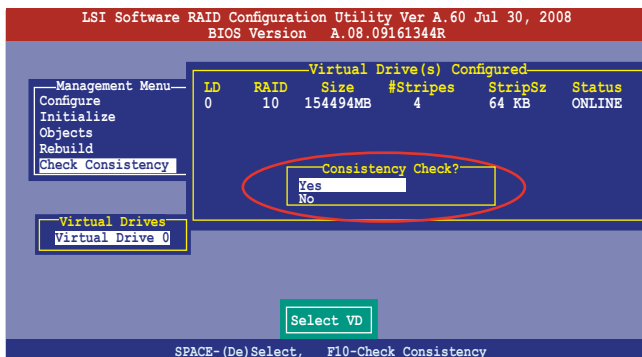 LSI Software RAID Configuration Utility Ver A.60 Jul 30, 2008
BIOS Version A.08.09161344R
Virtual Drive(s) Configured
LD RAID Size #Stripes StripSz Status
0 10 154494MB 4 64 KB ONLINE
Management Menu
Configure
Initialize
Objects
Rebuild
Check Consistency
Consistency Check?
Yes
No
Virtual Drives
Virtual Drive 0
Select VD
SPACE-(De)Select, F10-Check Consistency